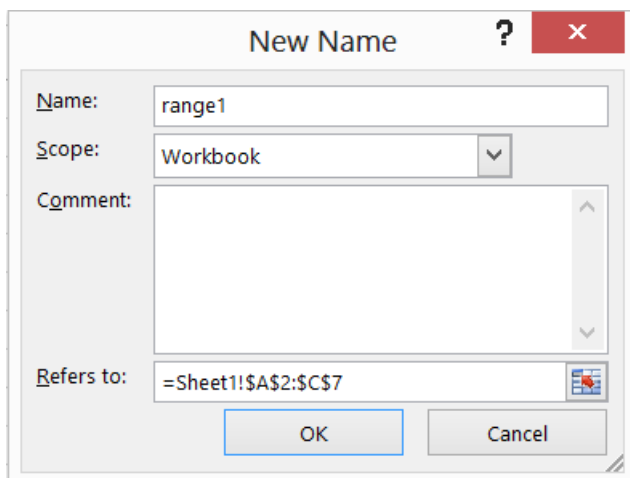 New Name ?
Name: range1
Scope: Workbook
Comment:
Refers to: =Sheet1!$A$2:$C$7
OK Cancel